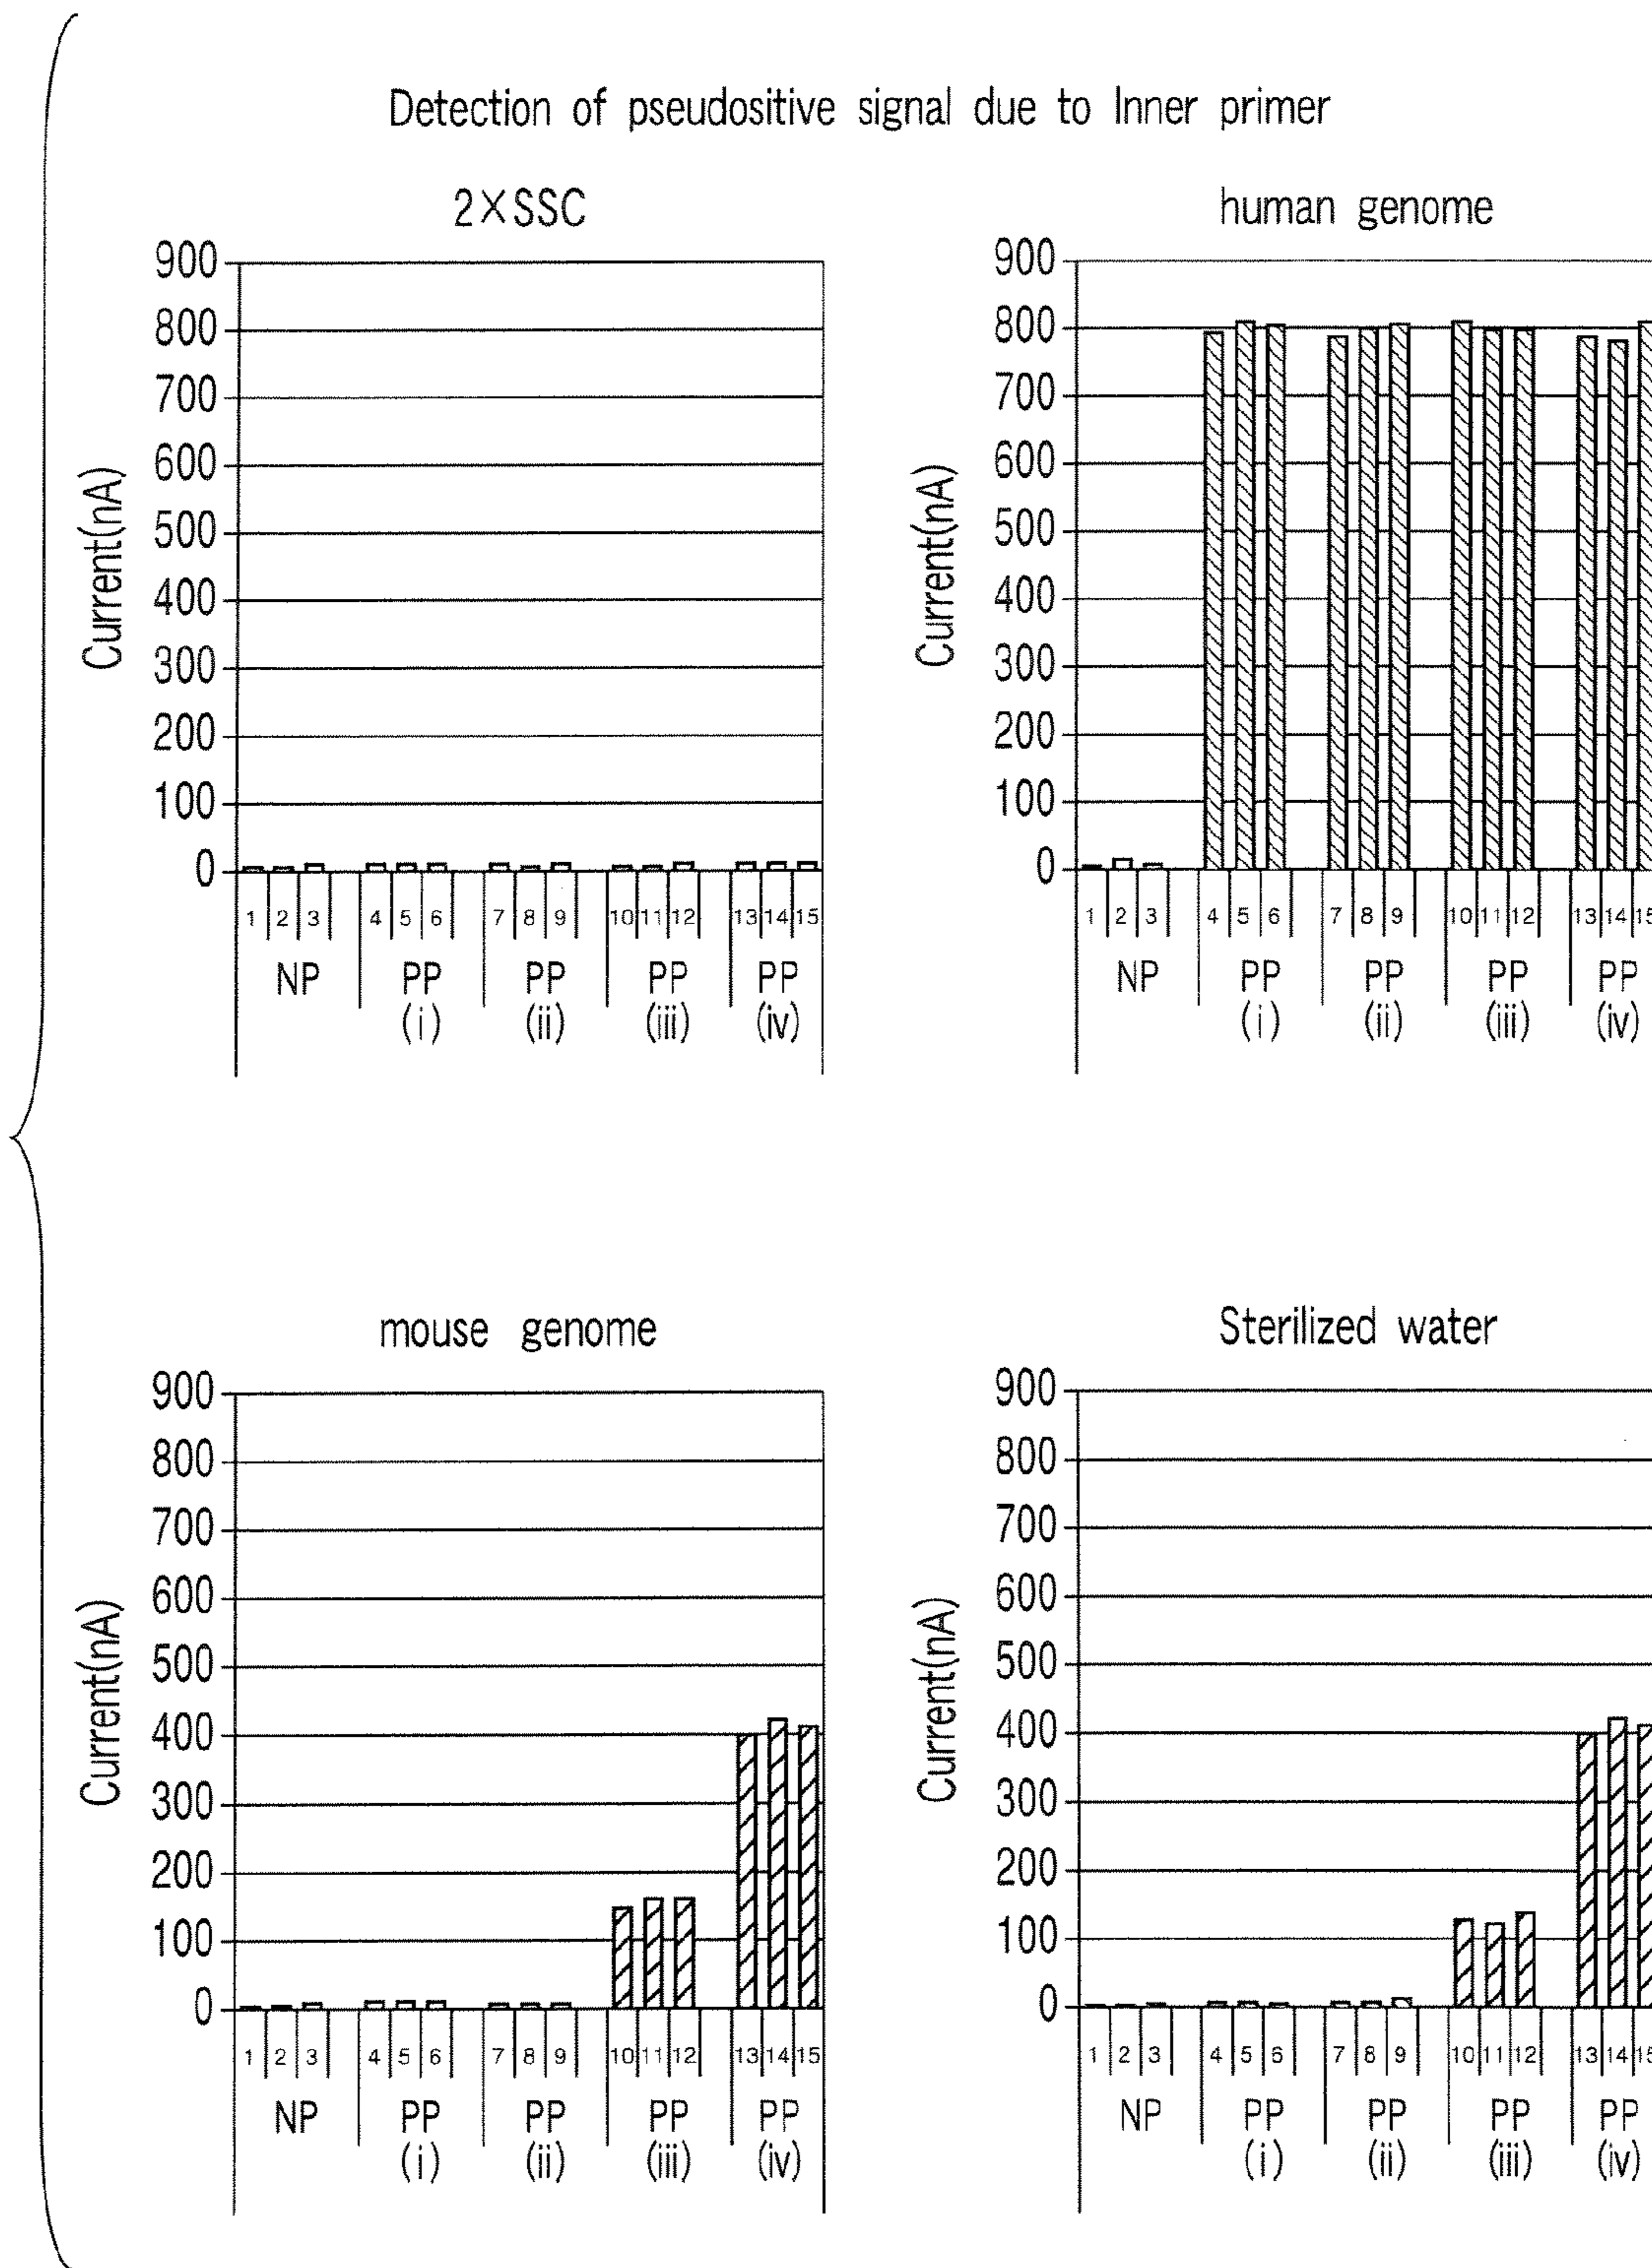 Detection of pseudositive signal due to Inner primer
2×SSC
Current(nA)
900
800
700
600
500
400
300
200
100
0
1 2 3 4 5 6 7 8 9 10 11 12 13 14 15
NP PP PP PP PP
(i) (ii) (iii) (iv)
human genome
Current(nA)
900
800
700
600
500
400
300
200
100
0
1 2 3 4 5 6 7 8 9 10 11 12 13 14 15
NP PP PP PP PP
(i) (ii) (iii) (iv)
mouse genome
Current(nA)
900
800
700
600
500
400
300
200
100
0
1 2 3 4 5 6 7 8 9 10 11 12 13 14 15
NP PP PP PP PP
(i) (ii) (iii) (iv)
Sterilized water
Current(nA)
900
800
700
600
500
400
300
200
100
0
1 2 3 4 5 6 7 8 9 10 11 12 13 14 15
NP PP PP PP PP
(i) (ii) (iii) (iv)